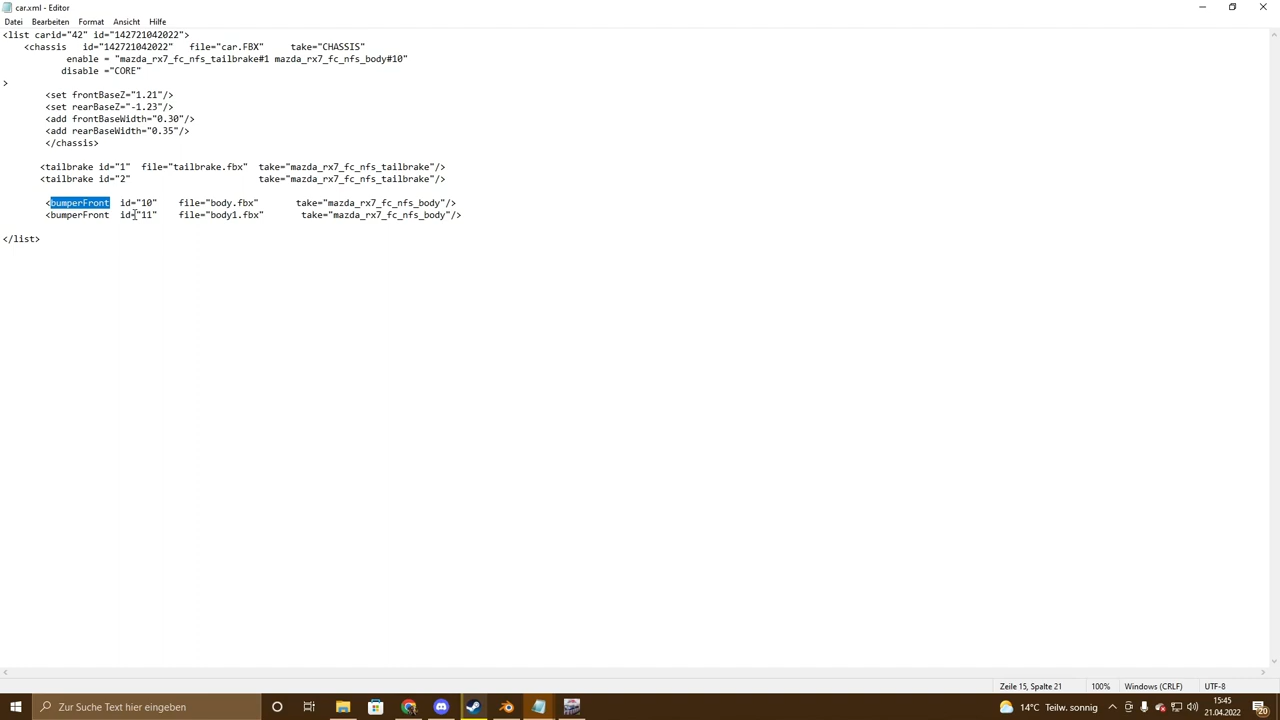 car.xml - Editor
Datei Bearbeiten Format Ansicht Hilfe
<list carid="42" id="142721042022">
<chassis id="142721042022" file="car.FBX" take="CHASSIS"
enable = "mazda_rx7_fc_nfs_tailbrake#1 mazda_rx7_fc_nfs_body#10"
disable ="CORE"
>
<set frontBaseZ="1.21"/>
<set rearBaseZ="-1.23"/>
<add frontBaseWidth="0.30"/>
<add rearBaseWidth="0.35"/>
</chassis>
<tailbrake id="1" file="tailbrake.fbx" take="mazda_rx7_fc_nfs_tailbrake"/>
<tailbrake id="2" take="mazda_rx7_fc_nfs_tailbrake"/>
<bumperFront id="10" file="body.fbx" take="mazda_rx7_fc_nfs_body"/>
<bumperFront id="11" file="body1.fbx" take="mazda_rx7_fc_nfs_body"/>
</list>
Zeile 15, Spalte 21 100% Windows (CRLF) UTF-8
Zur Suche Text hier eingeben
14°C Teilw. sonnig
15:45
21.04.2022
20